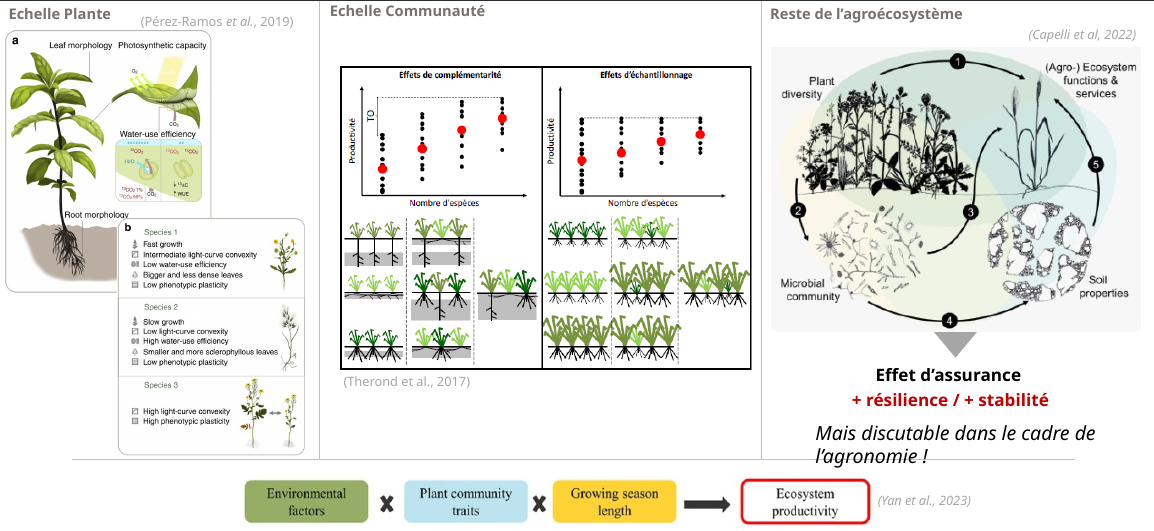 Echelle Plante
(Pérez-Ramos et al., 2019)
a
Leaf morphology
Photosynthetic capacity
O₂
CO₂
Water-use efficiency
Root morphology
b
Species 1
Fast growth
Intermediate light-curve convexity
Low water-use efficiency
Bigger and less dense leaves
Low phenotypic plasticity
Species 2
Slow growth
Low light-curve convexity
High water-use efficiency
Smaller and more sclerophyllous leaves
Low phenotypic plasticity
Species 3
High light-curve convexity
High phenotypic plasticity
Echelle Communauté
Effets de complémentarité
Effets d'échantillonnage
Productivité
TO
Nombre d'espèces
Productivité
Nombre d'espèces
(Therond et al., 2017)
Reste de l'agroécosystème
(Capelli et al, 2022)
Plant
diversity
(Agro-) Ecosystem
functions &
services
1
2
3
4
5
Microbial
community
Soil
properties
Effet d'assurance
+ résilience / + stabilité
Mais discutable dans le cadre de
l'agronomie !
Environmental
factors
Plant community
traits
Growing season
length
Ecosystem
productivity
(Yan et al., 2023)